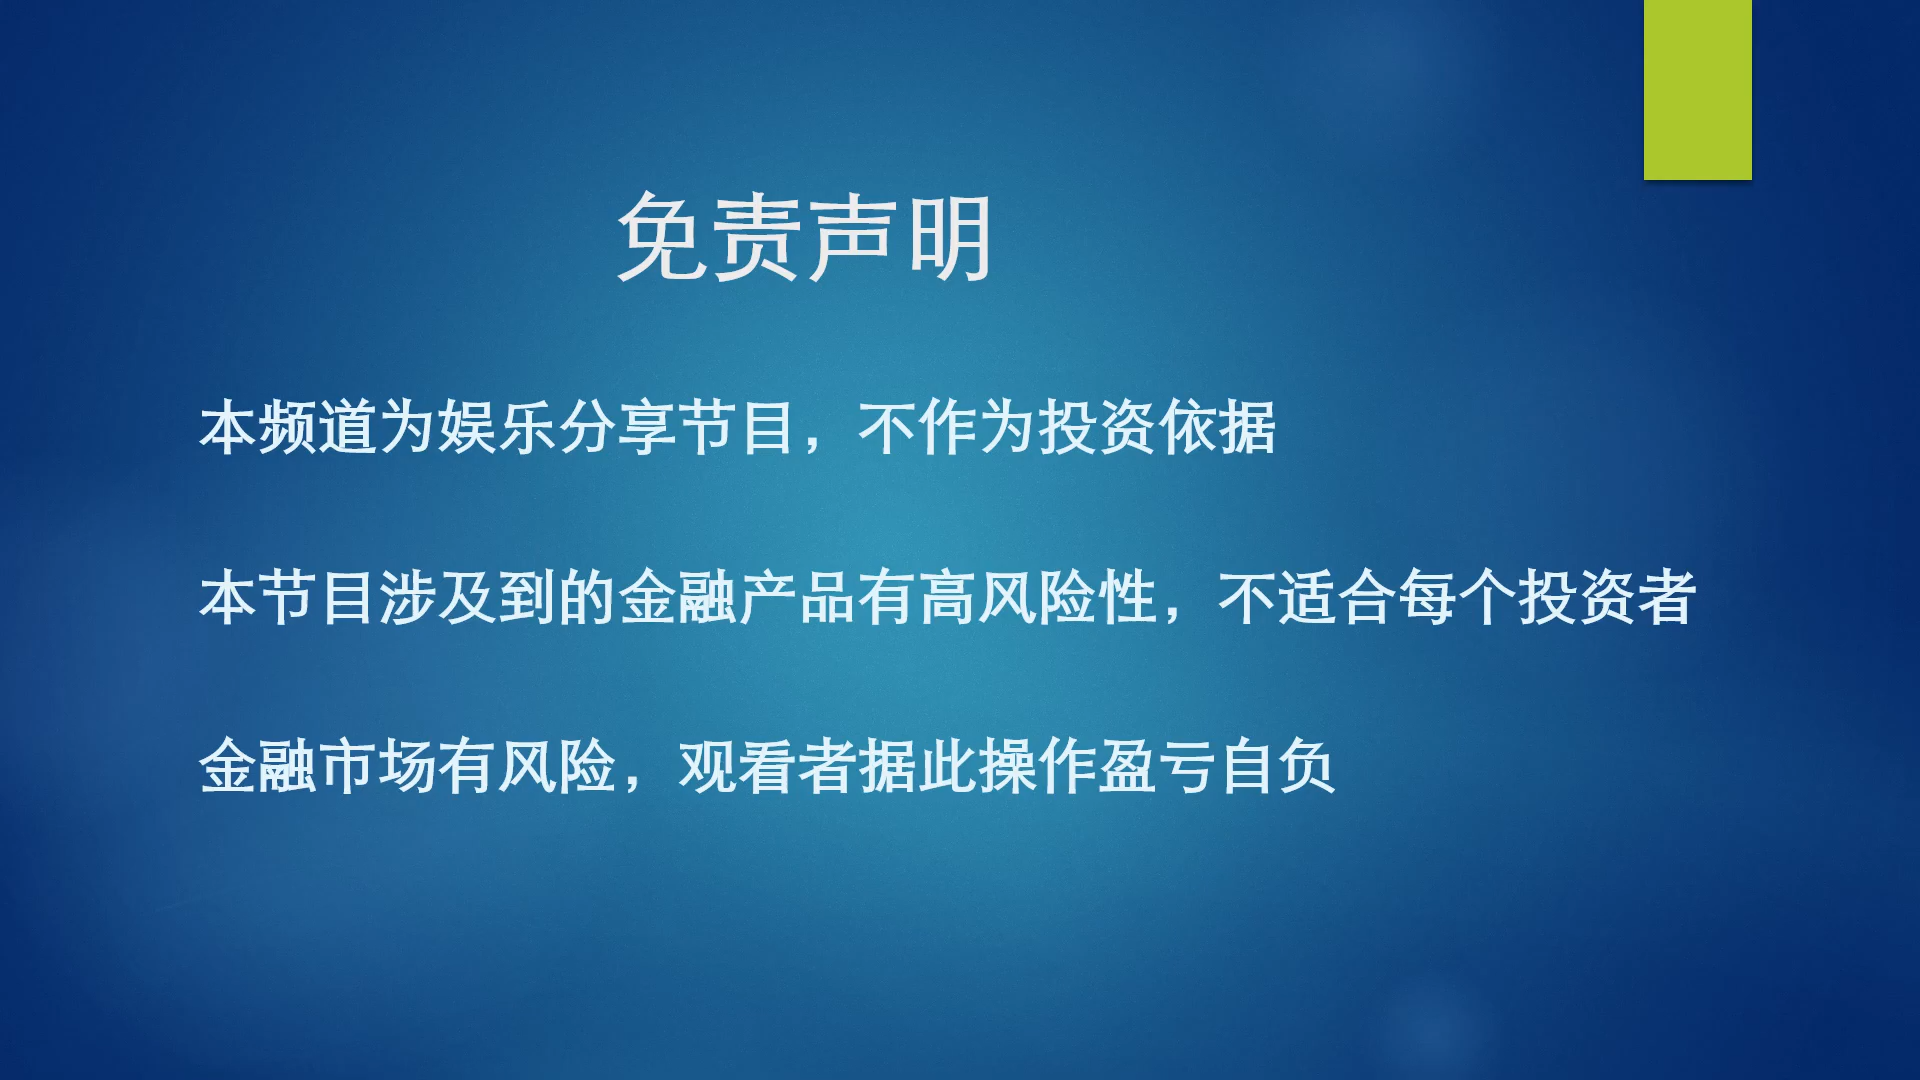 免责声明
本频道为娱乐分享节目，不作为投资依据
本节目涉及到的金融产品有高风险性，不适合每个投资者
金融市场有风险，观看者据此操作盈亏自负